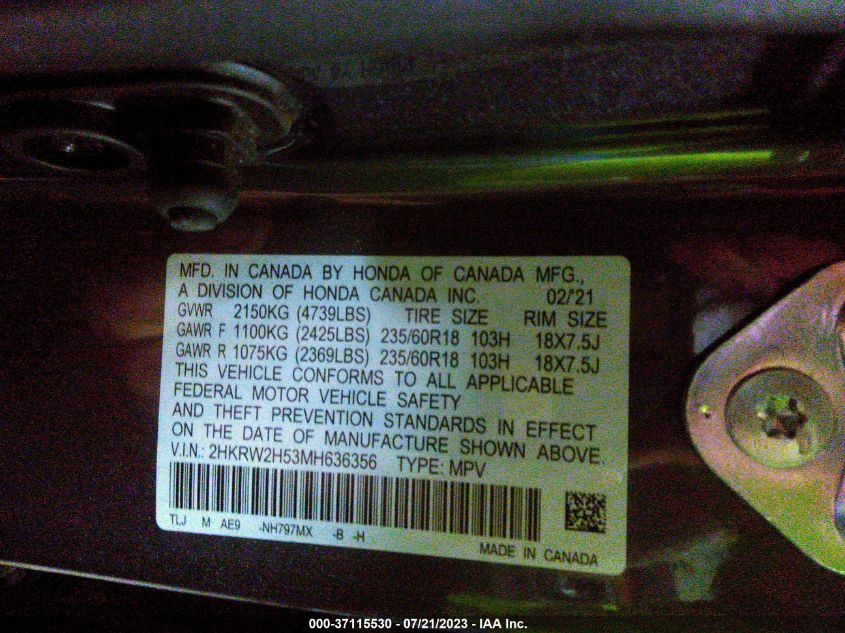 MFD. IN CANADA BY HONDA OF CANADA MFG.,
A DIVISION OF HONDA CANADA INC. 02/'21
GVWR 2150KG (4739LBS) TIRE SIZE RIM SIZE
GAWR F 1100KG (2425LBS) 235/60R18 103H 18X7.5J
GAWR R 1075KG (2369LBS) 235/60R18 103H 18X7.5J
THIS VEHICLE CONFORMS TO ALL APPLICABLE
FEDERAL MOTOR VEHICLE SAFETY
AND THEFT PREVENTION STANDARDS IN EFFECT
ON THE DATE OF MANUFACTURE SHOWN ABOVE.
V.I.N.: 2HKRW2H53MH636356 TYPE: MPV
TLJ M AE9 -NH797MX -B -H
MADE IN CANADA
000-37115530 - 07/21/2023 - IAA Inc.